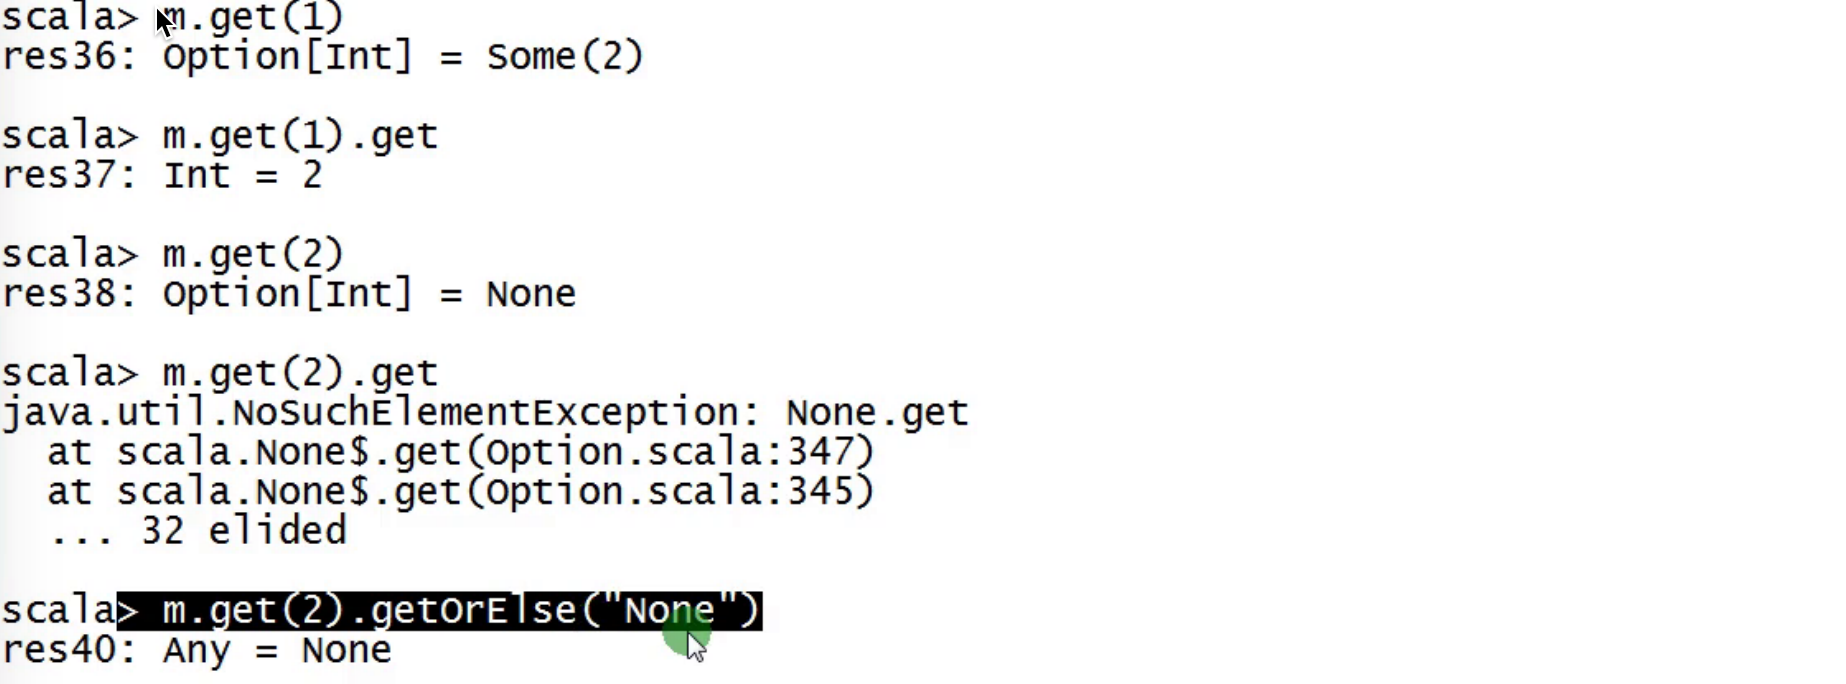 scala> m.get(1)
res36: Option[Int] = Some(2)
scala> m.get(1).get
res37: Int = 2
scala> m.get(2)
res38: Option[Int] = None
scala> m.get(2).get
java.util.NoSuchElementException: None.get
  at scala.None$.get(Option.scala:347)
  at scala.None$.get(Option.scala:345)
  ... 32 elided
scala> m.get(2).getOrElse("None")
res40: Any = None